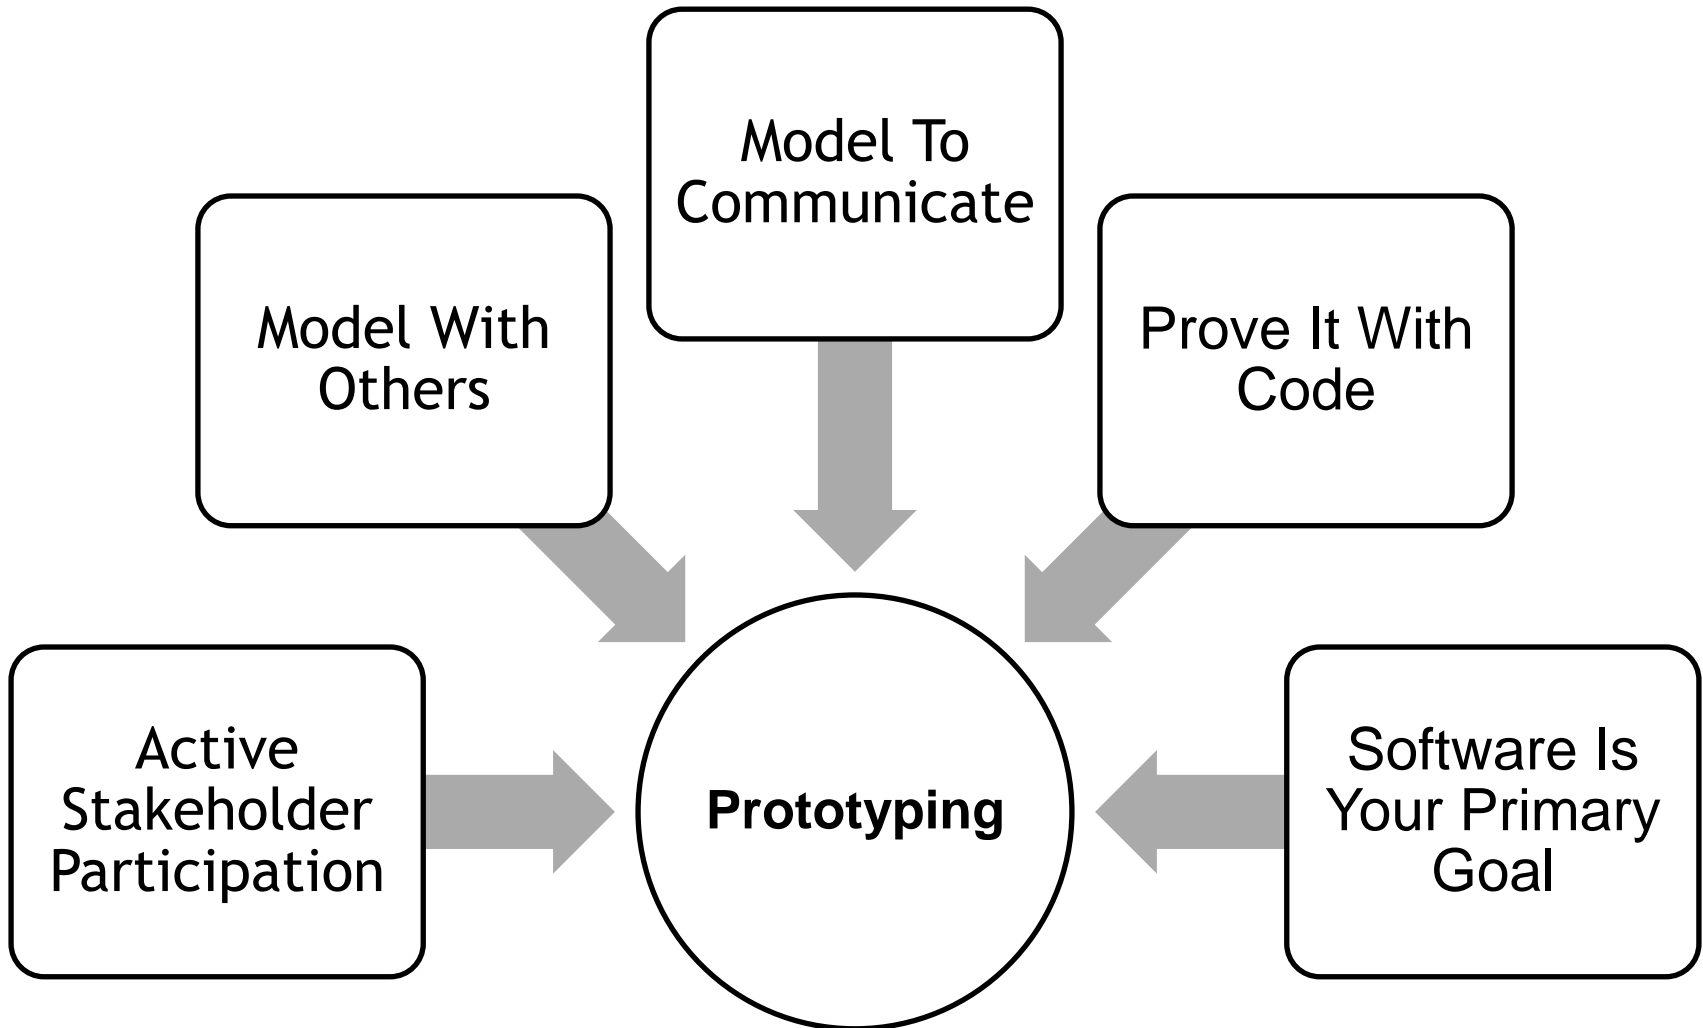 Model To
Communicate
Model With
Others
Prove It With
Code
Active
Stakeholder
Participation
Prototyping
Software Is
Your Primary
Goal